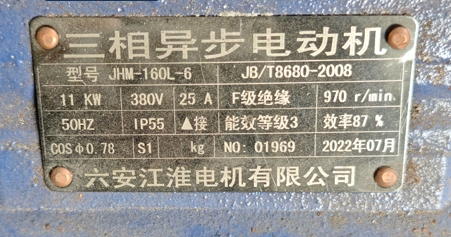 三相异步电动机
型号 JHM-160L-6 JB/T8680-2008
11 KW 380V 25 A F级绝缘 970 r/min
50HZ IP55 ▲接 能效等级3 效率87 %
COSΦ0.78 S1 kg NO: 01969 2022年07月
六安江淮电机有限公司